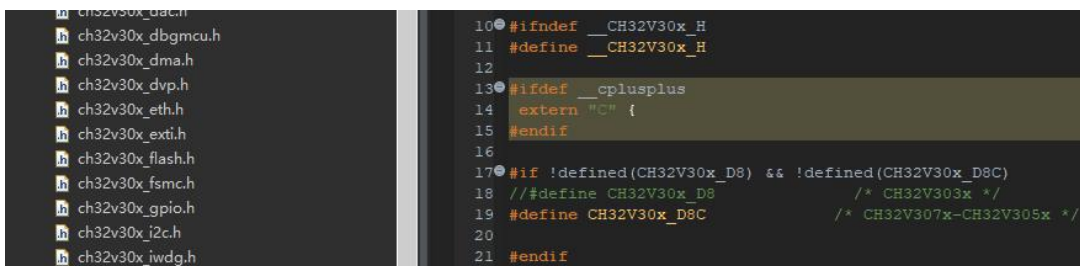 ch32v30x_dac.h
ch32v30x_dbgmcu.h
ch32v30x_dma.h
ch32v30x_dvp.h
ch32v30x_eth.h
ch32v30x_exti.h
ch32v30x_flash.h
ch32v30x_fsmc.h
ch32v30x_gpio.h
ch32v30x_i2c.h
ch32v30x_iwdg.h
10 #ifndef __CH32V30x_H
11 #define __CH32V30x_H
12
13 #ifdef __cplusplus
14 extern "C" {
15 #endif
16
17 #if !defined(CH32V30x_D8) && !defined(CH32V30x_D8C)
18 //#define CH32V30x_D8 /* CH32V303x */
19 #define CH32V30x_D8C /* CH32V307x-CH32V305x */
20
21 #endif